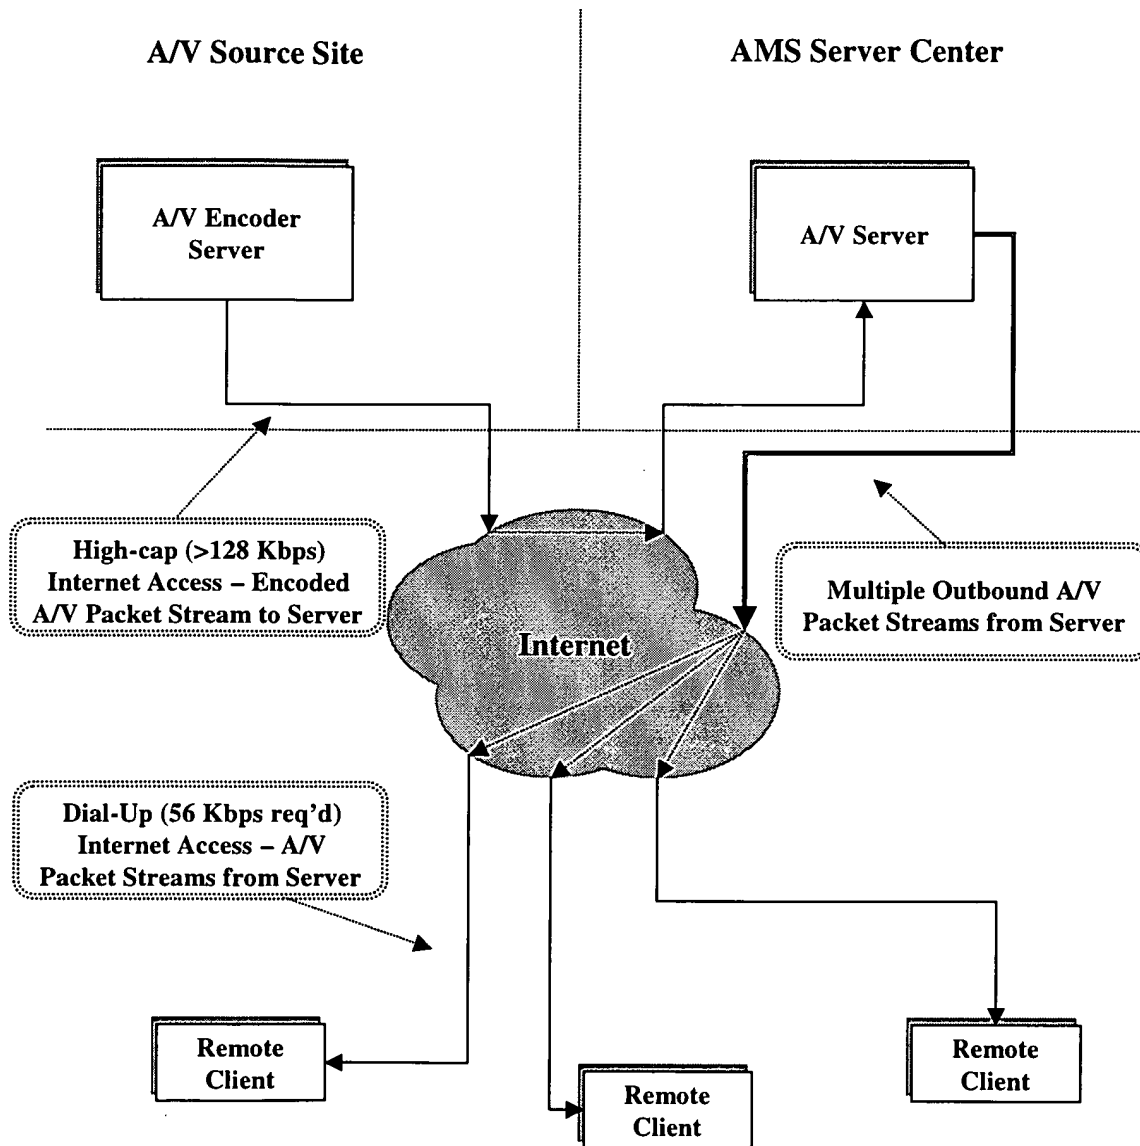 A/V Source Site
AMS Server Center
A/V Encoder
Server
A/V Server
High-cap (>128 Kbps)
Internet Access – Encoded
A/V Packet Stream to Server
Multiple Outbound A/V
Packet Streams from Server
Internet
Dial-Up (56 Kbps req'd)
Internet Access – A/V
Packet Streams from Server
Remote
Client
Remote
Client
Remote
Client